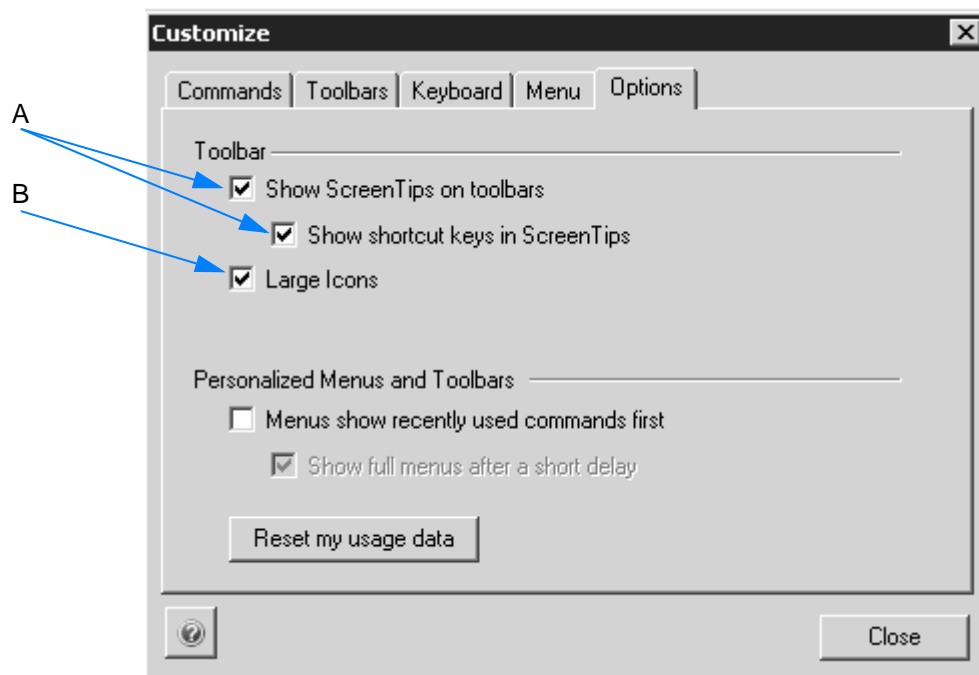 Customize
Commands Toolbars Keyboard Menu Options
A
Toolbar
Show ScreenTips on toolbars
B
Show shortcut keys in ScreenTips
Large Icons
Personalized Menus and Toolbars
Menus show recently used commands first
Show full menus after a short delay
Reset my usage data
?
Close